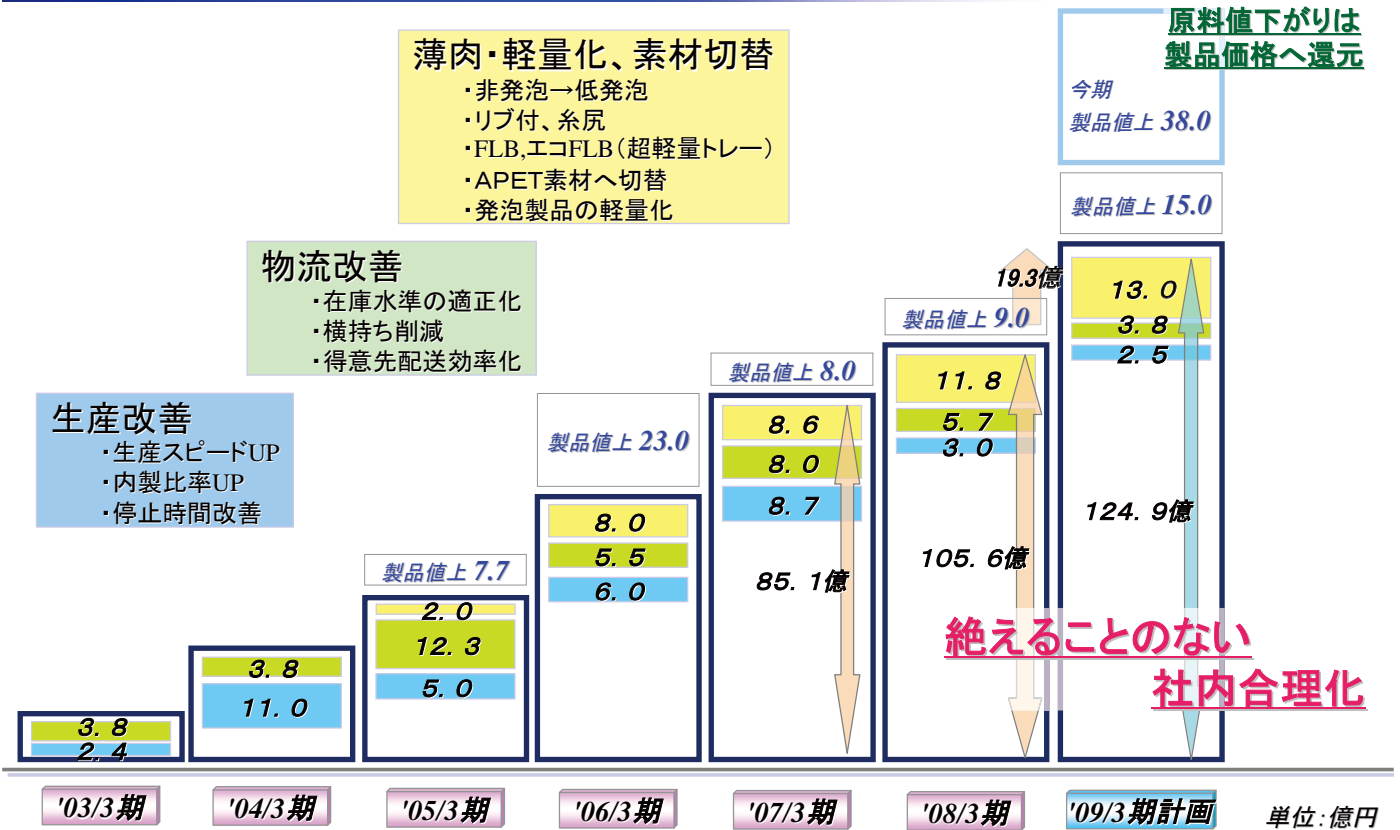 原料値下がりは
製品価格へ還元
今期
製品値上 38.0
製品値上 15.0
薄肉・軽量化、素材切替
・非発泡→低発泡
・リブ付、糸尻
・FLB,エコFLB（超軽量トレー）
・APET素材へ切替
・発泡製品の軽量化
物流改善
・在庫水準の適正化
・横持ち削減
・得意先配送効率化
生産改善
・生産スピードUP
・内製比率UP
・停止時間改善
3．8
2．4
3．8
11．0
製品値上 7.7
2．0
12．3
5．0
製品値上 23.0
8．0
5．5
6．0
製品値上 8.0
8．6
8．0
8．7
85．1億
19.3億
製品値上 9.0
11．8
5．7
3．0
105．6億
13．0
3．8
2．5
124．9億
絶えることのない
社内合理化
'03/3期
'04/3期
'05/3期
'06/3期
'07/3期
'08/3期
'09/3期計画
単位：億円